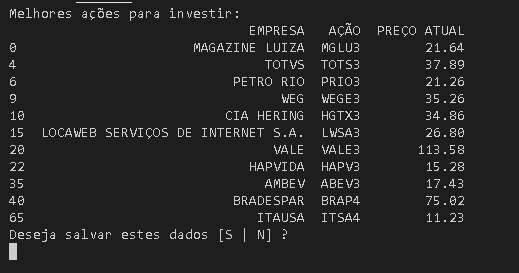 Melhores ações para investir:
EMPRESA AÇÃO PREÇO ATUAL
0 MAGAZINE LUIZA MGLU3 21.64
4 TOTVS TOTS3 37.89
6 PETRO RIO PRIO3 21.26
9 WEG WEGE3 35.26
10 CIA HERING HGTX3 34.86
15 LOCAWEB SERVIÇOS DE INTERNET S.A. LWSA3 26.80
20 VALE VALE3 113.58
22 HAPVIDA HAPV3 15.28
35 AMBEV ABEV3 17.43
40 BRADESPAR BRAP4 75.02
65 ITAUSA ITSA4 11.23
Deseja salvar estes dados [S | N] ?